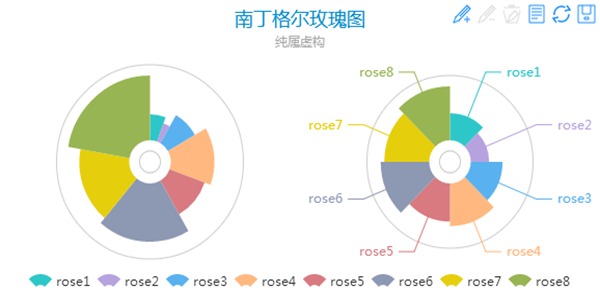 南丁格尔玫瑰图
纯属虚构
rose8 rose1
rose7 rose2
rose6 rose3
rose5 rose4
rose1 rose2 rose3 rose4 rose5 rose6 rose7 rose8